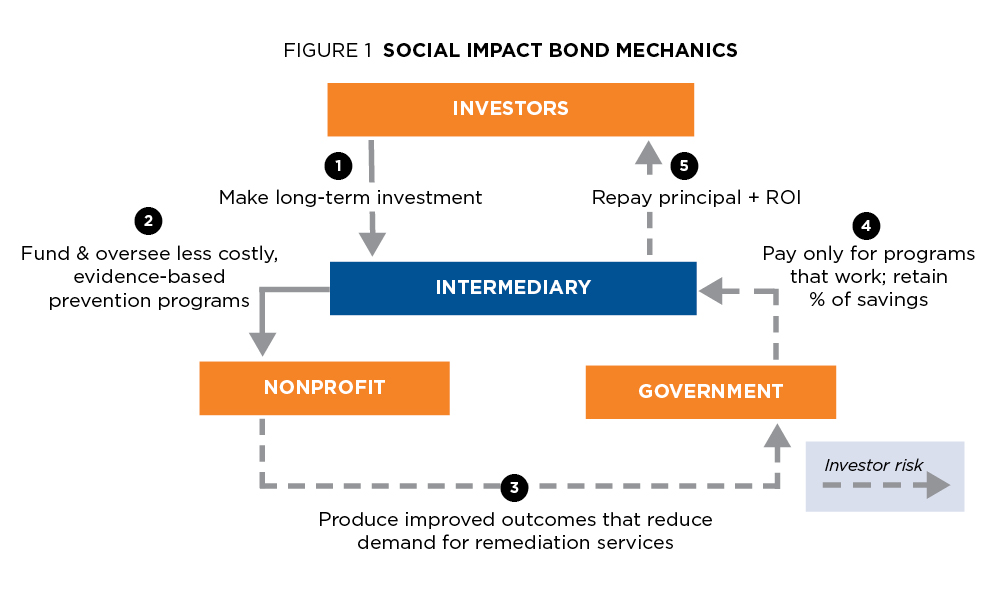 FIGURE 1 SOCIAL IMPACT BOND MECHANICS
INVESTORS
1
Make long-term investment
5
Repay principal + ROI
2
Fund & oversee less costly,
evidence-based
prevention programs
4
Pay only for programs
that work; retain
% of savings
INTERMEDIARY
NONPROFIT
GOVERNMENT
Investor risk
3
Produce improved outcomes that reduce
demand for remediation services